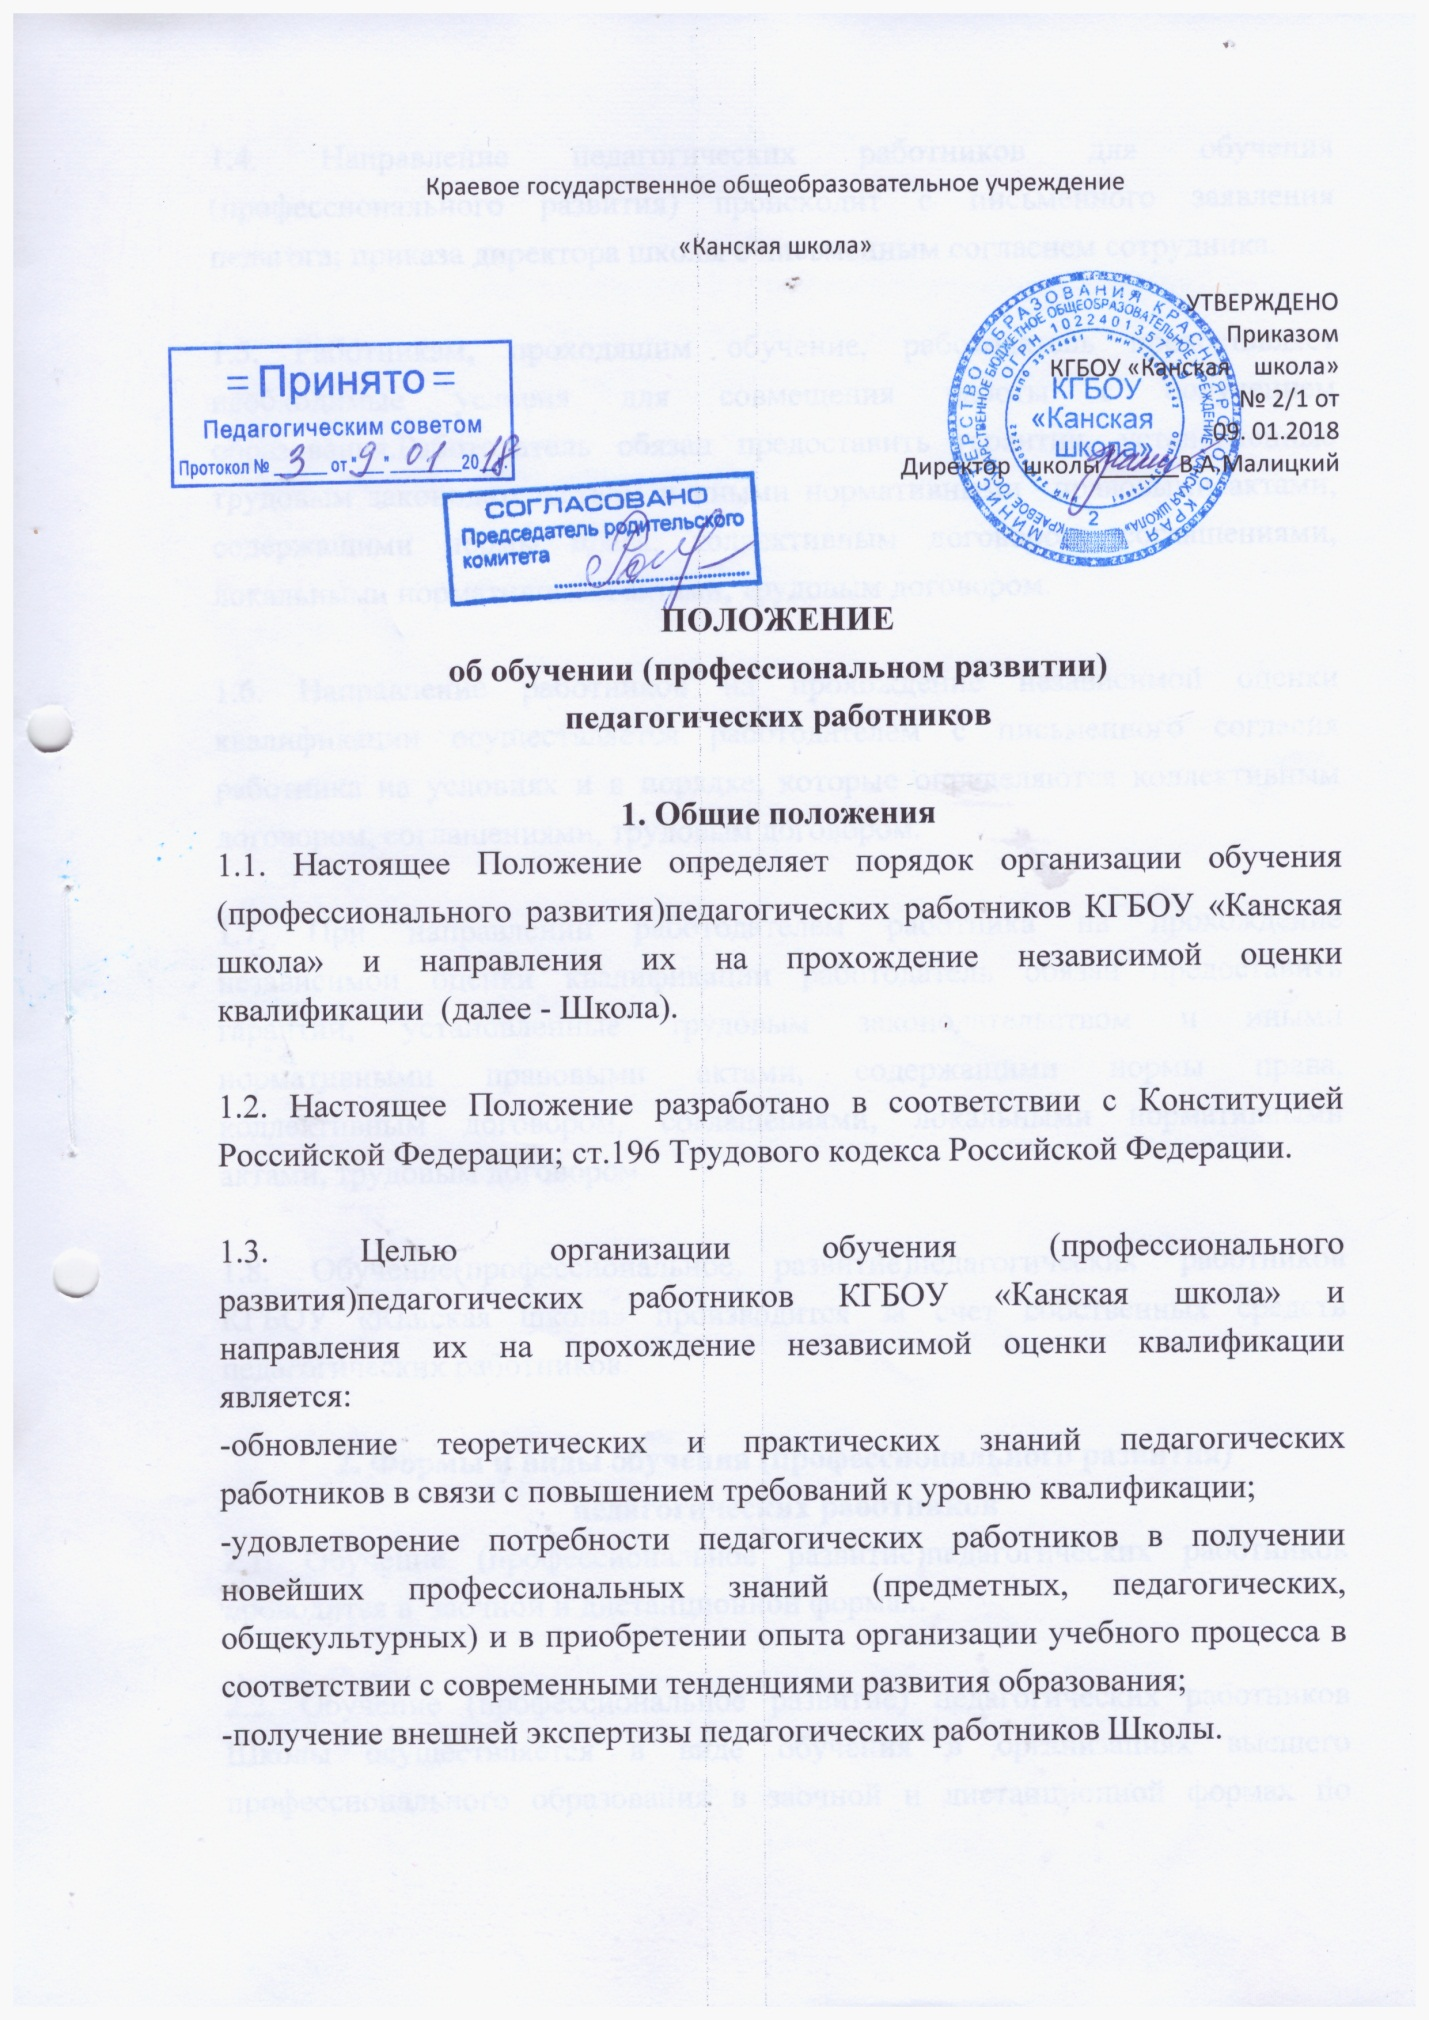 Краевое государственное общеобразовательное учреждение
«Канская школа»
УТВЕРЖДЕНО
Приказом
КГБОУ «Канская школа»
№ 2/1 от
09. 01.2018
Директор школы В.А.Малицкий
= Принято =
Педагогическим советом
Протокол № 3 от "9" 01 2018г.
СОГЛАСОВАНО
Председатель родительского
комитета
КГБОУ
«Канская
школа»
2
ПОЛОЖЕНИЕ
об обучении (профессиональном развитии)
педагогических работников
1. Общие положения
1.1. Настоящее Положение определяет порядок организации обучения
(профессионального развития)педагогических работников КГБОУ «Канская
школа» и направления их на прохождение независимой оценки
квалификации (далее - Школа).
1.2. Настоящее Положение разработано в соответствии с Конституцией
Российской Федерации; ст.196 Трудового кодекса Российской Федерации.
1.3. Целью организации обучения (профессионального
развития)педагогических работников КГБОУ «Канская школа» и
направления их на прохождение независимой оценки квалификации
является:
-обновление теоретических и практических знаний педагогических
работников в связи с повышением требований к уровню квалификации;
-удовлетворение потребности педагогических работников в получении
новейших профессиональных знаний (предметных, педагогических,
общекультурных) и в приобретении опыта организации учебного процесса в
соответствии с современными тенденциями развития образования;
-получение внешней экспертизы педагогических работников Школы.